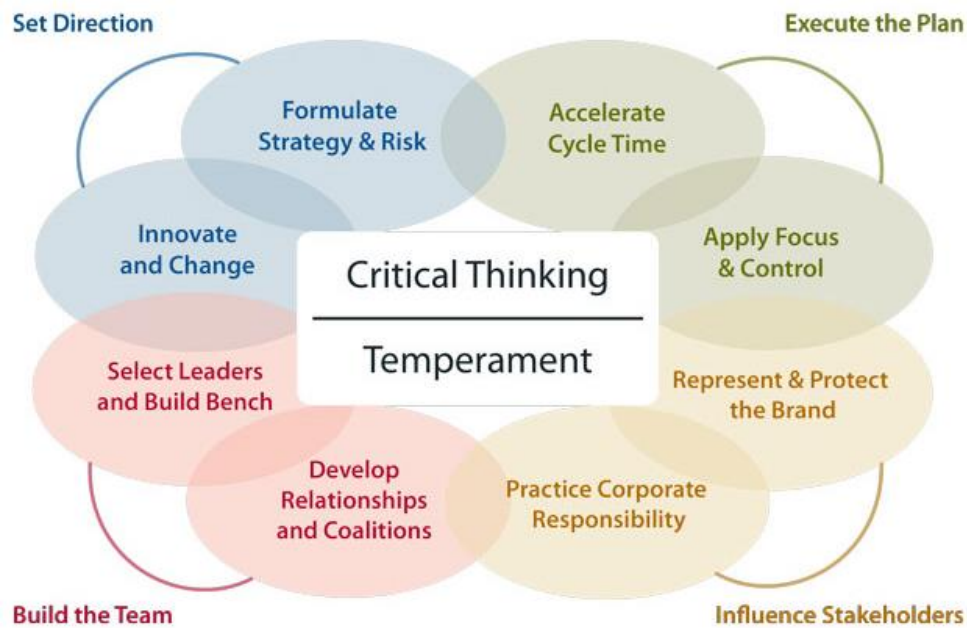 Set Direction
Execute the Plan
Formulate
Strategy & Risk
Accelerate
Cycle Time
Innovate
and Change
Apply Focus
& Control
Critical Thinking
Temperament
Select Leaders
and Build Bench
Represent & Protect
the Brand
Develop
Relationships
and Coalitions
Practice Corporate
Responsibility
Build the Team
Influence Stakeholders